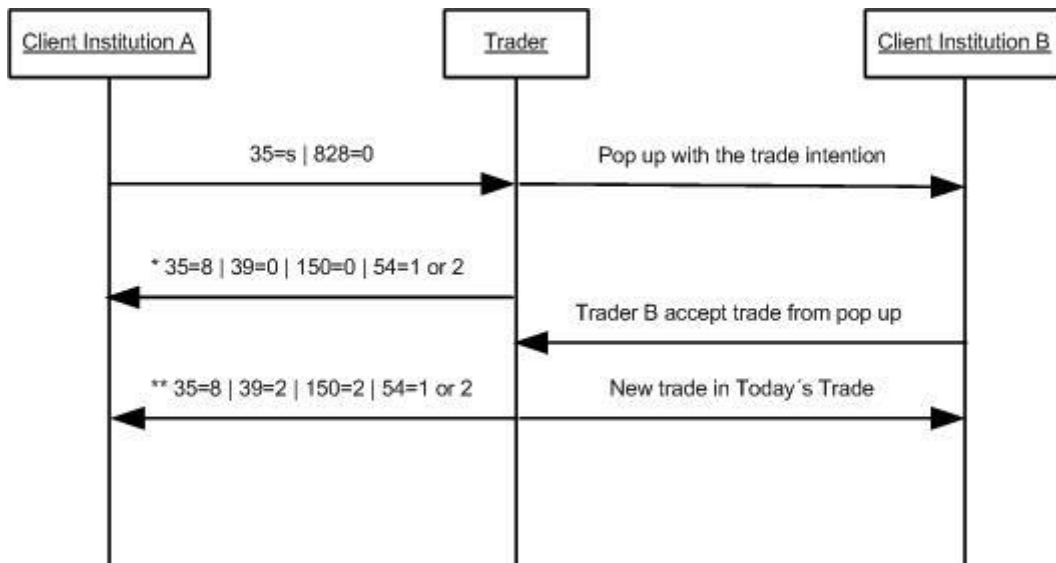 Client Institution A
Trader
Client Institution B
35=s | 828=0
Pop up with the trade intention
* 35=8 | 39=0 | 150=0 | 54=1 or 2
Trader B accept trade from pop up
** 35=8 | 39=2 | 150=2 | 54=1 or 2
New trade in Today´s Trade